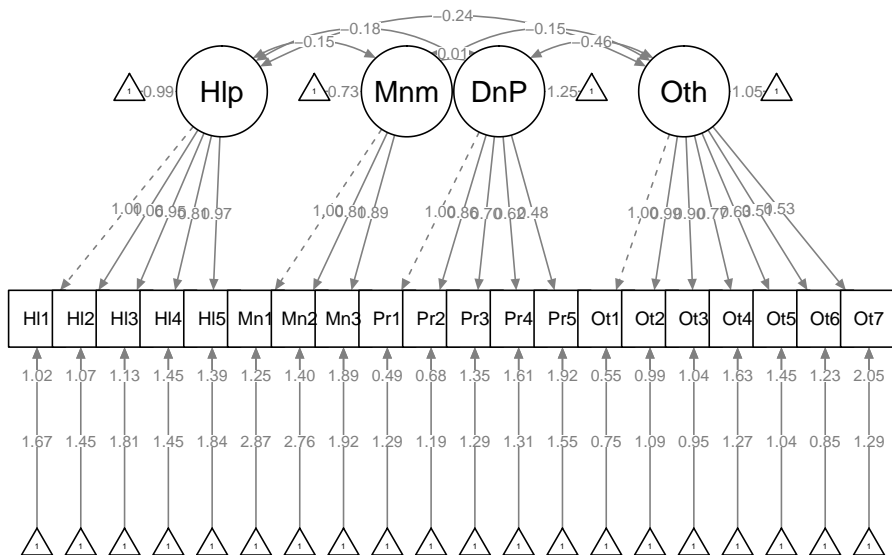 −0.24
−0.18 −0.15
−0.15 0.01 −0.46
1 0.99 Hlp 1 0.73 Mnm DnP 1.25 1 Oth 1.05 1
1.00 1.06 0.95 0.81 0.97 1.00 0.81 0.89 1.00 0.86 0.70 0.62 0.48 1.00 0.99 0.90 0.77 0.63 0.51 0.53
Hl1 Hl2 Hl3 Hl4 Hl5 Mn1 Mn2 Mn3 Pr1 Pr2 Pr3 Pr4 Pr5 Ot1 Ot2 Ot3 Ot4 Ot5 Ot6 Ot7
1.02 1.07 1.13 1.45 1.39 1.25 1.40 1.89 0.49 0.68 1.35 1.61 1.92 0.55 0.99 1.04 1.63 1.45 1.23 2.05
1.67 1.45 1.81 1.45 1.84 2.87 2.76 1.92 1.29 1.19 1.29 1.31 1.55 0.75 1.09 0.95 1.27 1.04 0.85 1.29
1 1 1 1 1 1 1 1 1 1 1 1 1 1 1 1 1 1 1 1